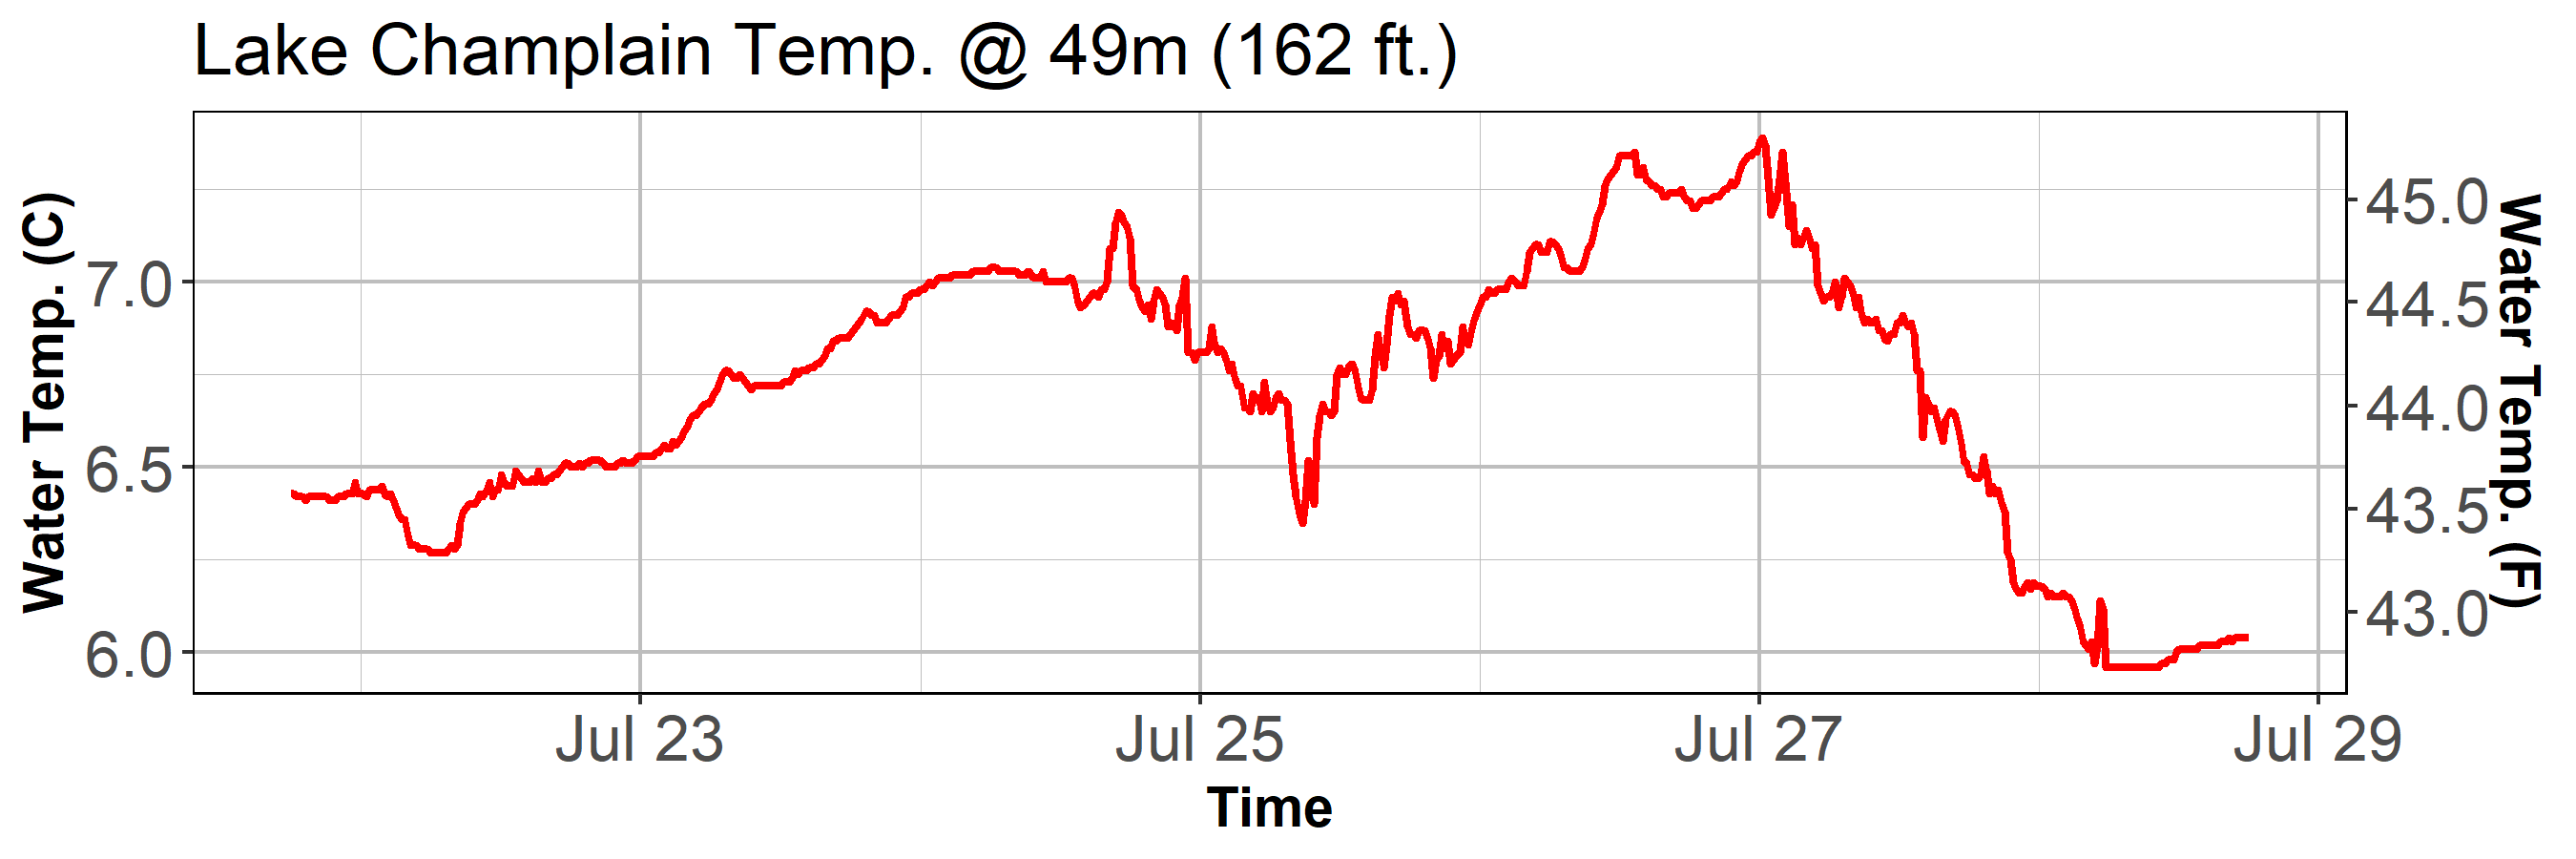 Lake Champlain Temp. @ 49m (162 ft.)
Water Temp. (C)
7.0
6.5
6.0
45.0
44.5
44.0
43.5
43.0
Water Temp. (F)
Jul 23 Jul 25 Jul 27 Jul 29
Time